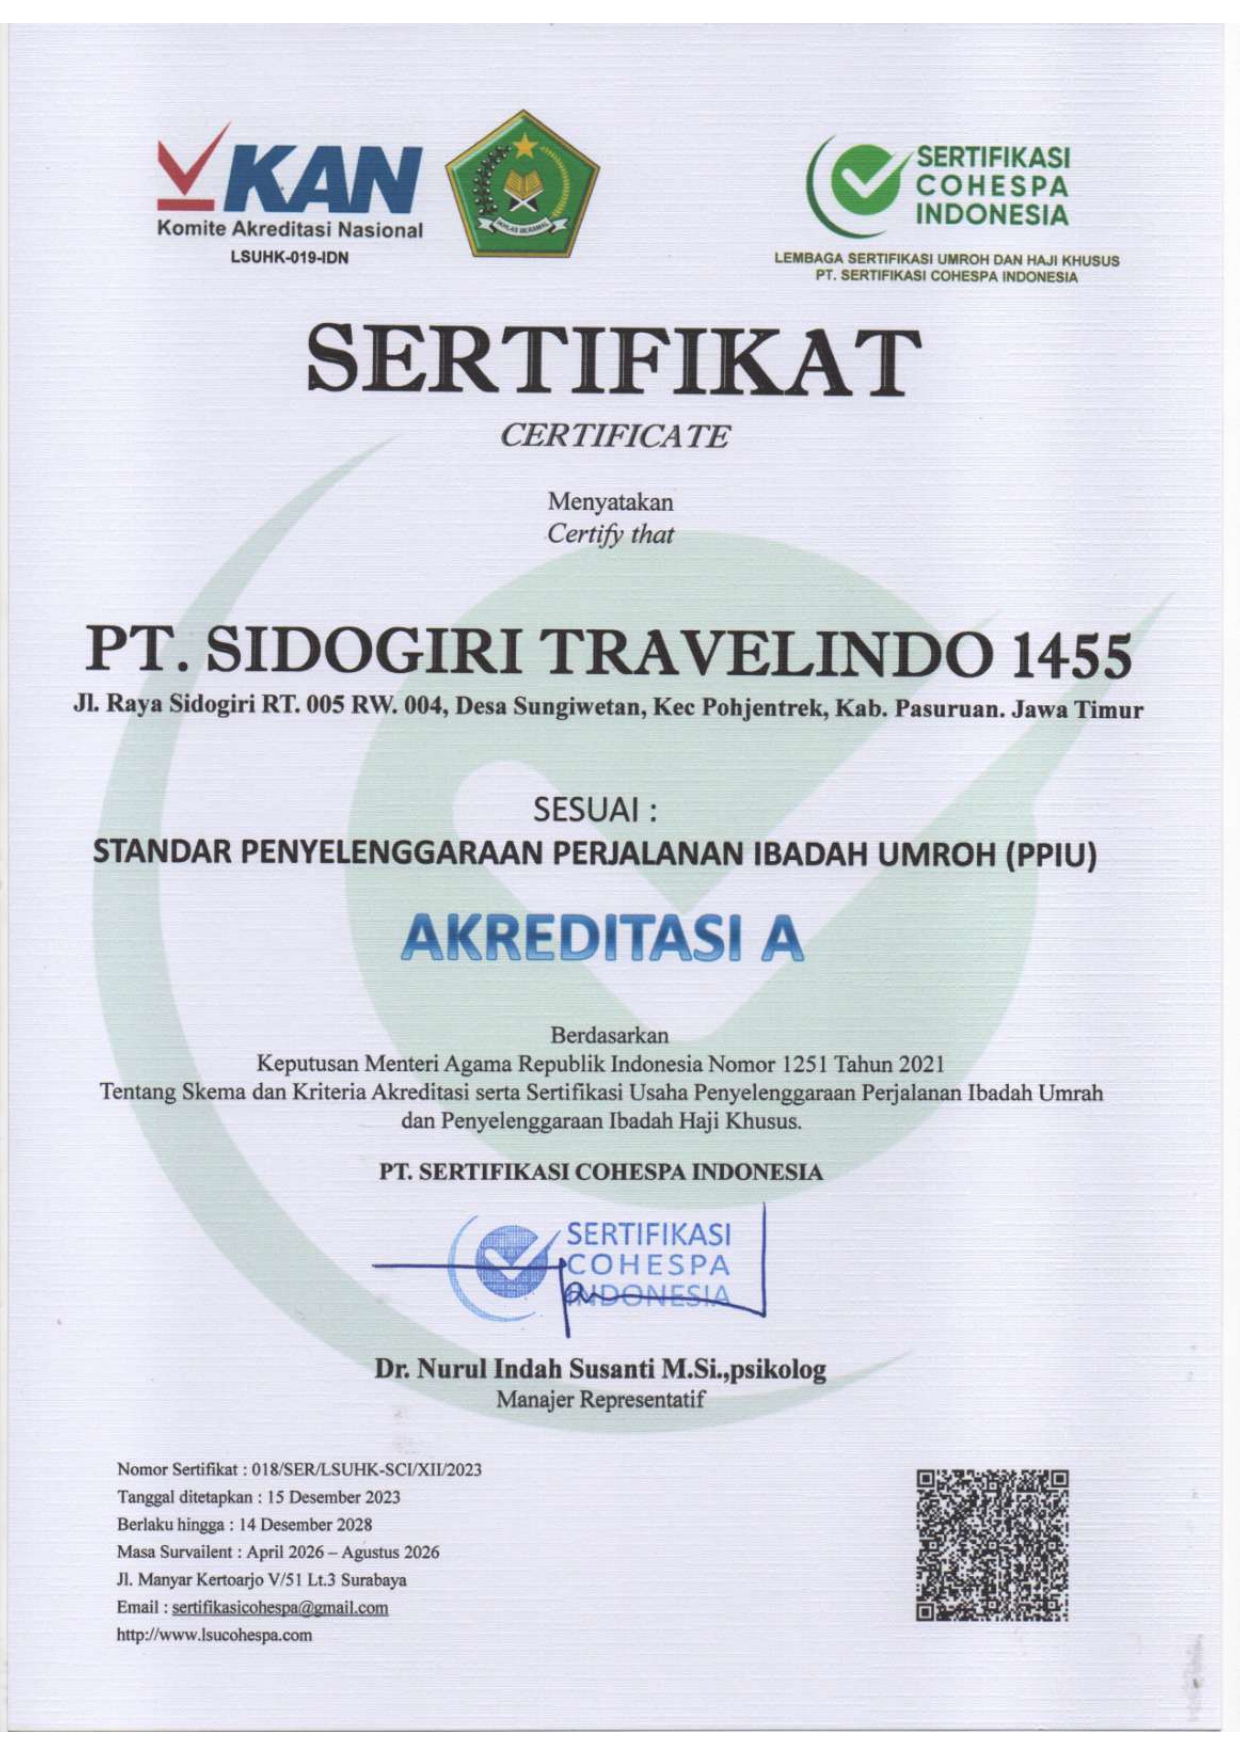 KAN
Komite Akreditasi Nasional
LSUHK-019-IDN
IKHLAS BERAMAL
SERTIFIKASI
COHESPA
INDONESIA
LEMBAGA SERTIFIKASI UMROH DAN HAJI KHUSUS
PT. SERTIFIKASI COHESPA INDONESIA
SERTIFIKAT
CERTIFICATE
Menyatakan
Certify that
PT. SIDOGIRI TRAVELINDO 1455
Jl. Raya Sidogiri RT. 005 RW. 004, Desa Sungiwetan, Kec Pohjentrek, Kab. Pasuruan. Jawa Timur
SESUAI :
STANDAR PENYELENGGARAAN PERJALANAN IBADAH UMROH (PPIU)
AKREDITASI A
Berdasarkan
Keputusan Menteri Agama Republik Indonesia Nomor 1251 Tahun 2021
Tentang Skema dan Kriteria Akreditasi serta Sertifikasi Usaha Penyelenggaraan Perjalanan Ibadah Umrah
dan Penyelenggaraan Ibadah Haji Khusus.
PT. SERTIFIKASI COHESPA INDONESIA
SERTIFIKASI
COHESPA
INDONESIA
Dr. Nurul Indah Susanti M.Si.,psikolog
Manajer Representatif
Nomor Sertifikat : 018/SER/LSUHK-SCI/XII/2023
Tanggal ditetapkan : 15 Desember 2023
Berlaku hingga : 14 Desember 2028
Masa Survailent : April 2026 – Agustus 2026
Jl. Manyar Kertoarjo V/51 Lt.3 Surabaya
Email : sertifikasicohespa@gmail.com
http://www.lsucohespa.com